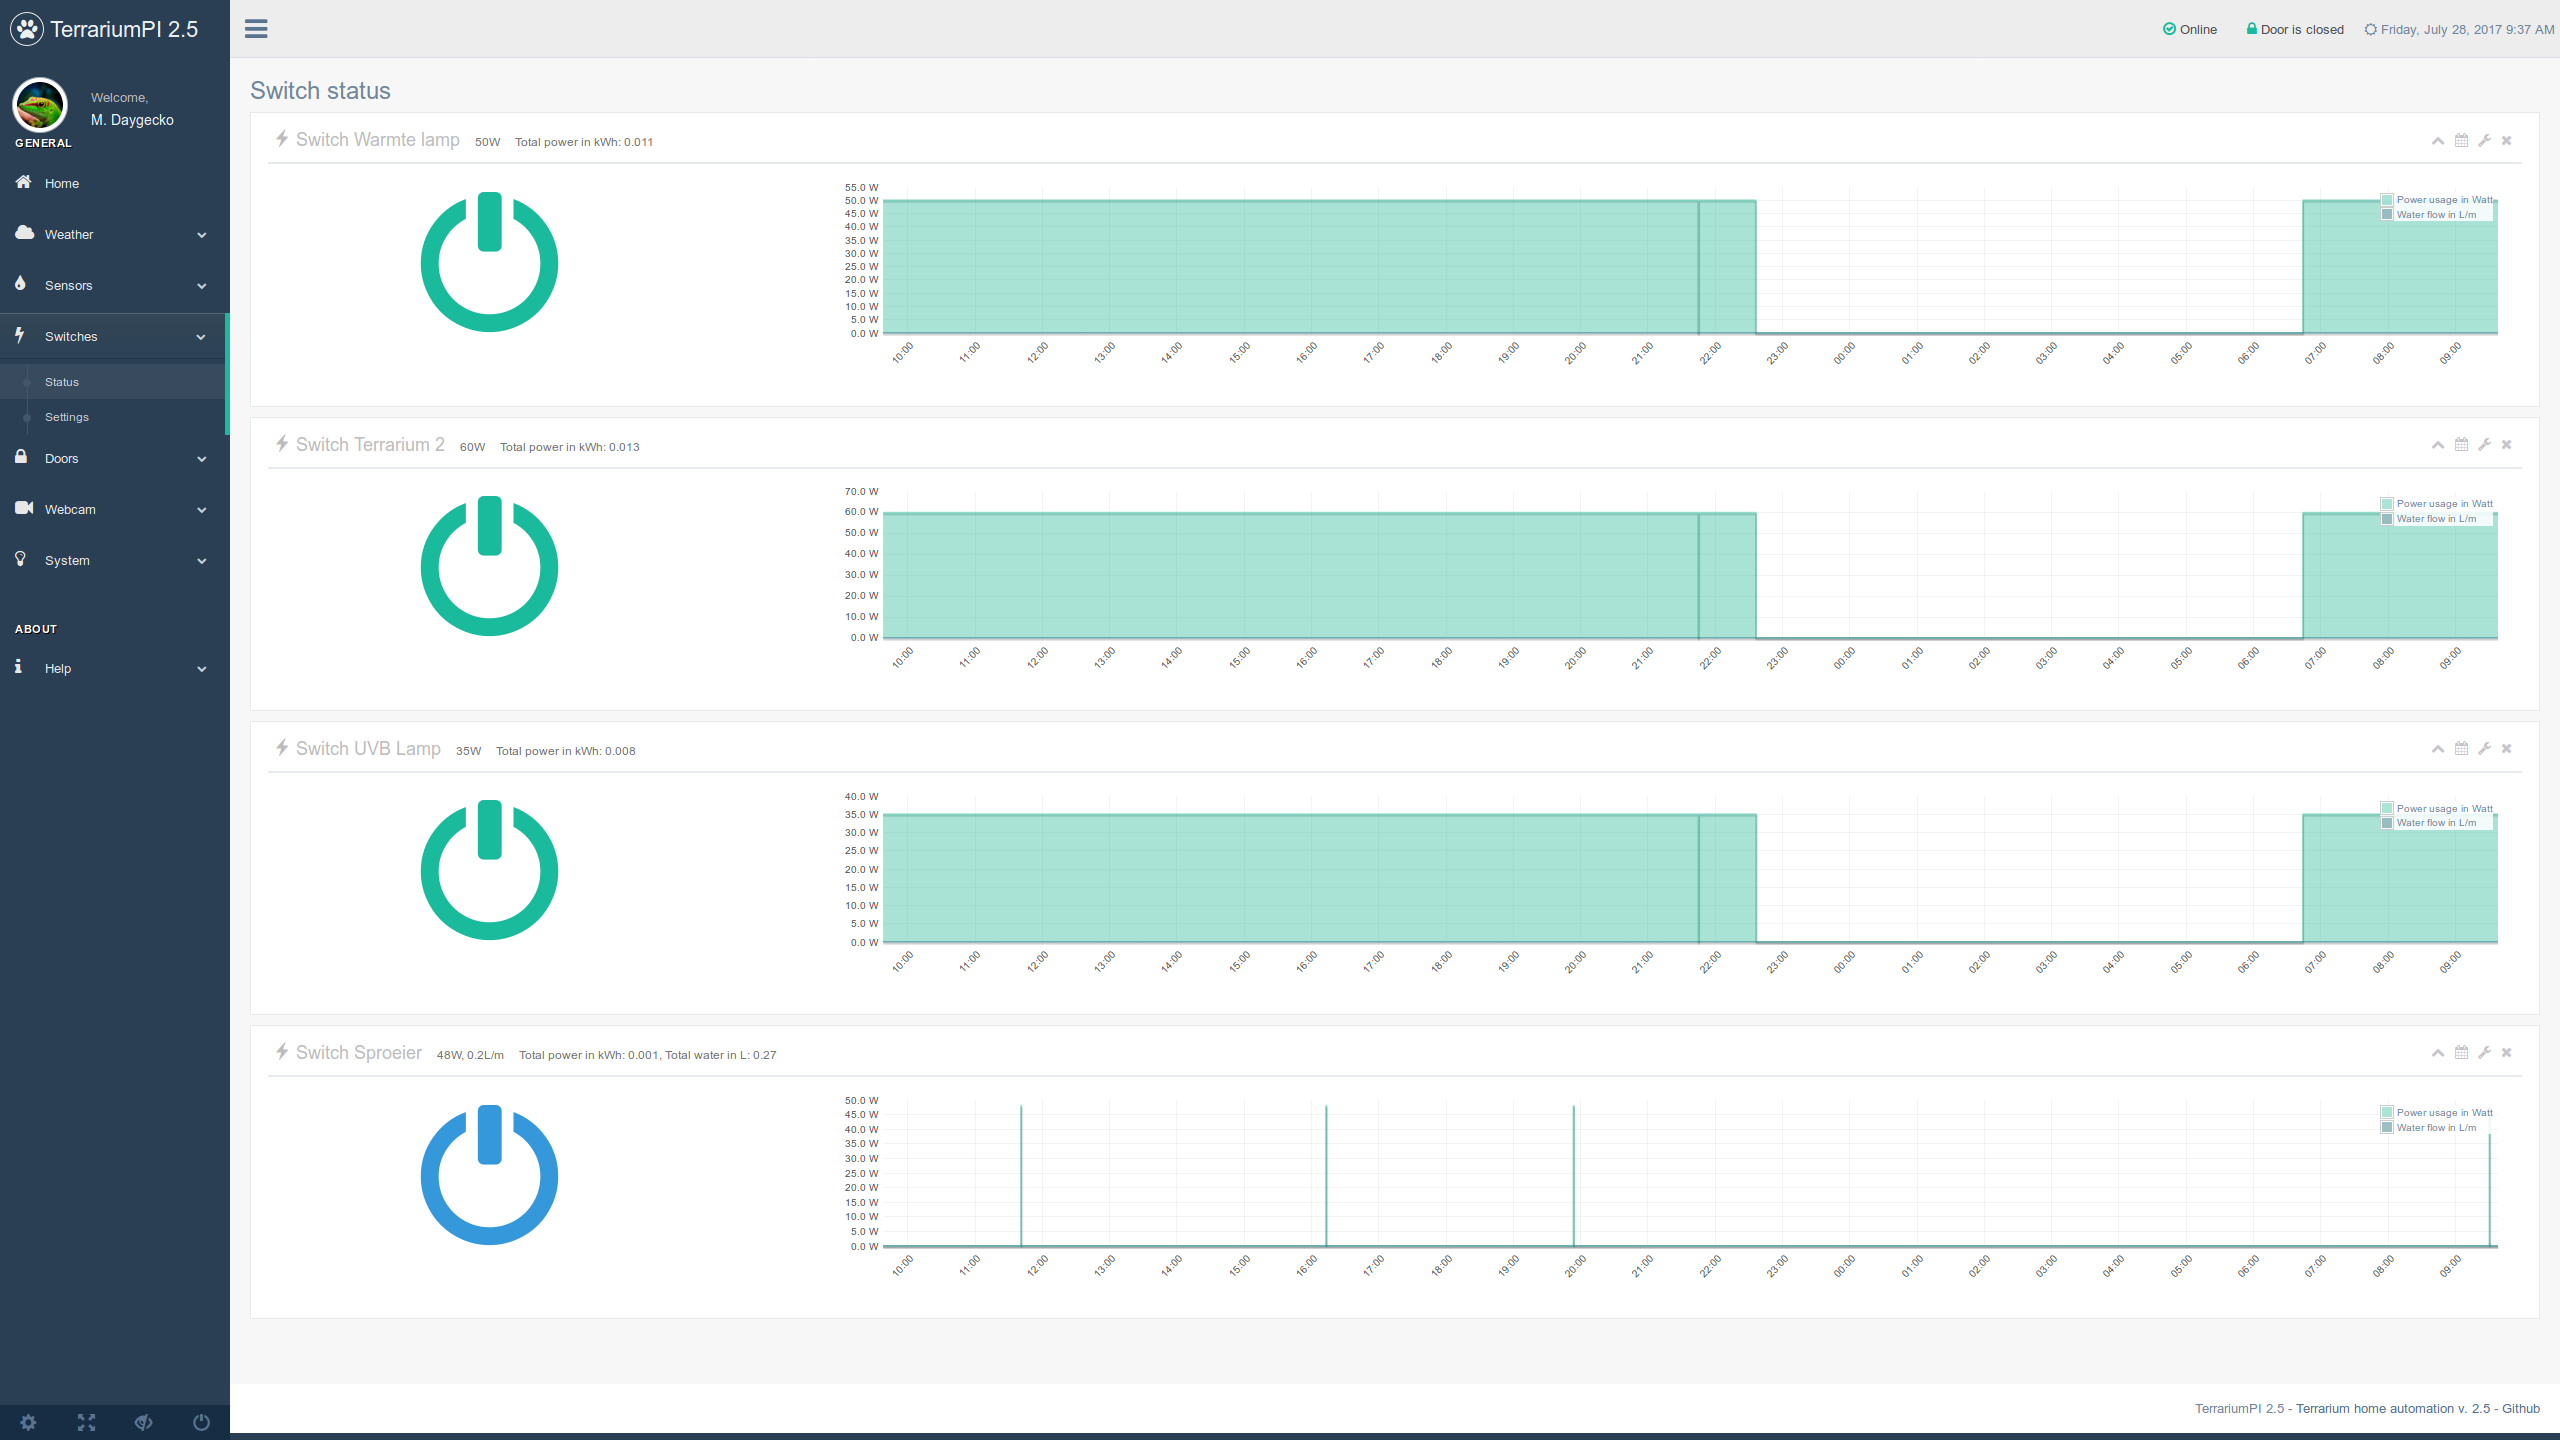 TerrariumPI 2.5
Online
Door is closed
Friday, July 28, 2017 9:37 AM
Welcome,
M. Daygecko
GENERAL
Home
Weather
Sensors
Switches
Status
Settings
Doors
Webcam
System
ABOUT
Help
Switch status
Switch Warmte lamp 50W Total power in kWh: 0.011
55.0 W
50.0 W
45.0 W
40.0 W
35.0 W
30.0 W
25.0 W
20.0 W
15.0 W
10.0 W
5.0 W
0.0 W
Power usage in Watt
Water flow in L/m
10:00 11:00 12:00 13:00 14:00 15:00 16:00 17:00 18:00 19:00 20:00 21:00 22:00 23:00 00:00 01:00 02:00 03:00 04:00 05:00 06:00 07:00 08:00 09:00
Switch Terrarium 2 60W Total power in kWh: 0.013
70.0 W
60.0 W
50.0 W
40.0 W
30.0 W
20.0 W
10.0 W
0.0 W
Power usage in Watt
Water flow in L/m
10:00 11:00 12:00 13:00 14:00 15:00 16:00 17:00 18:00 19:00 20:00 21:00 22:00 23:00 00:00 01:00 02:00 03:00 04:00 05:00 06:00 07:00 08:00 09:00
Switch UVB Lamp 35W Total power in kWh: 0.008
40.0 W
35.0 W
30.0 W
25.0 W
20.0 W
15.0 W
10.0 W
5.0 W
0.0 W
Power usage in Watt
Water flow in L/m
10:00 11:00 12:00 13:00 14:00 15:00 16:00 17:00 18:00 19:00 20:00 21:00 22:00 23:00 00:00 01:00 02:00 03:00 04:00 05:00 06:00 07:00 08:00 09:00
Switch Sproeier 48W, 0.2L/m Total power in kWh: 0.001, Total water in L: 0.27
50.0 W
45.0 W
40.0 W
35.0 W
30.0 W
25.0 W
20.0 W
15.0 W
10.0 W
5.0 W
0.0 W
Power usage in Watt
Water flow in L/m
10:00 11:00 12:00 13:00 14:00 15:00 16:00 17:00 18:00 19:00 20:00 21:00 22:00 23:00 00:00 01:00 02:00 03:00 04:00 05:00 06:00 07:00 08:00 09:00
TerrariumPI 2.5 - Terrarium home automation v. 2.5 - Github